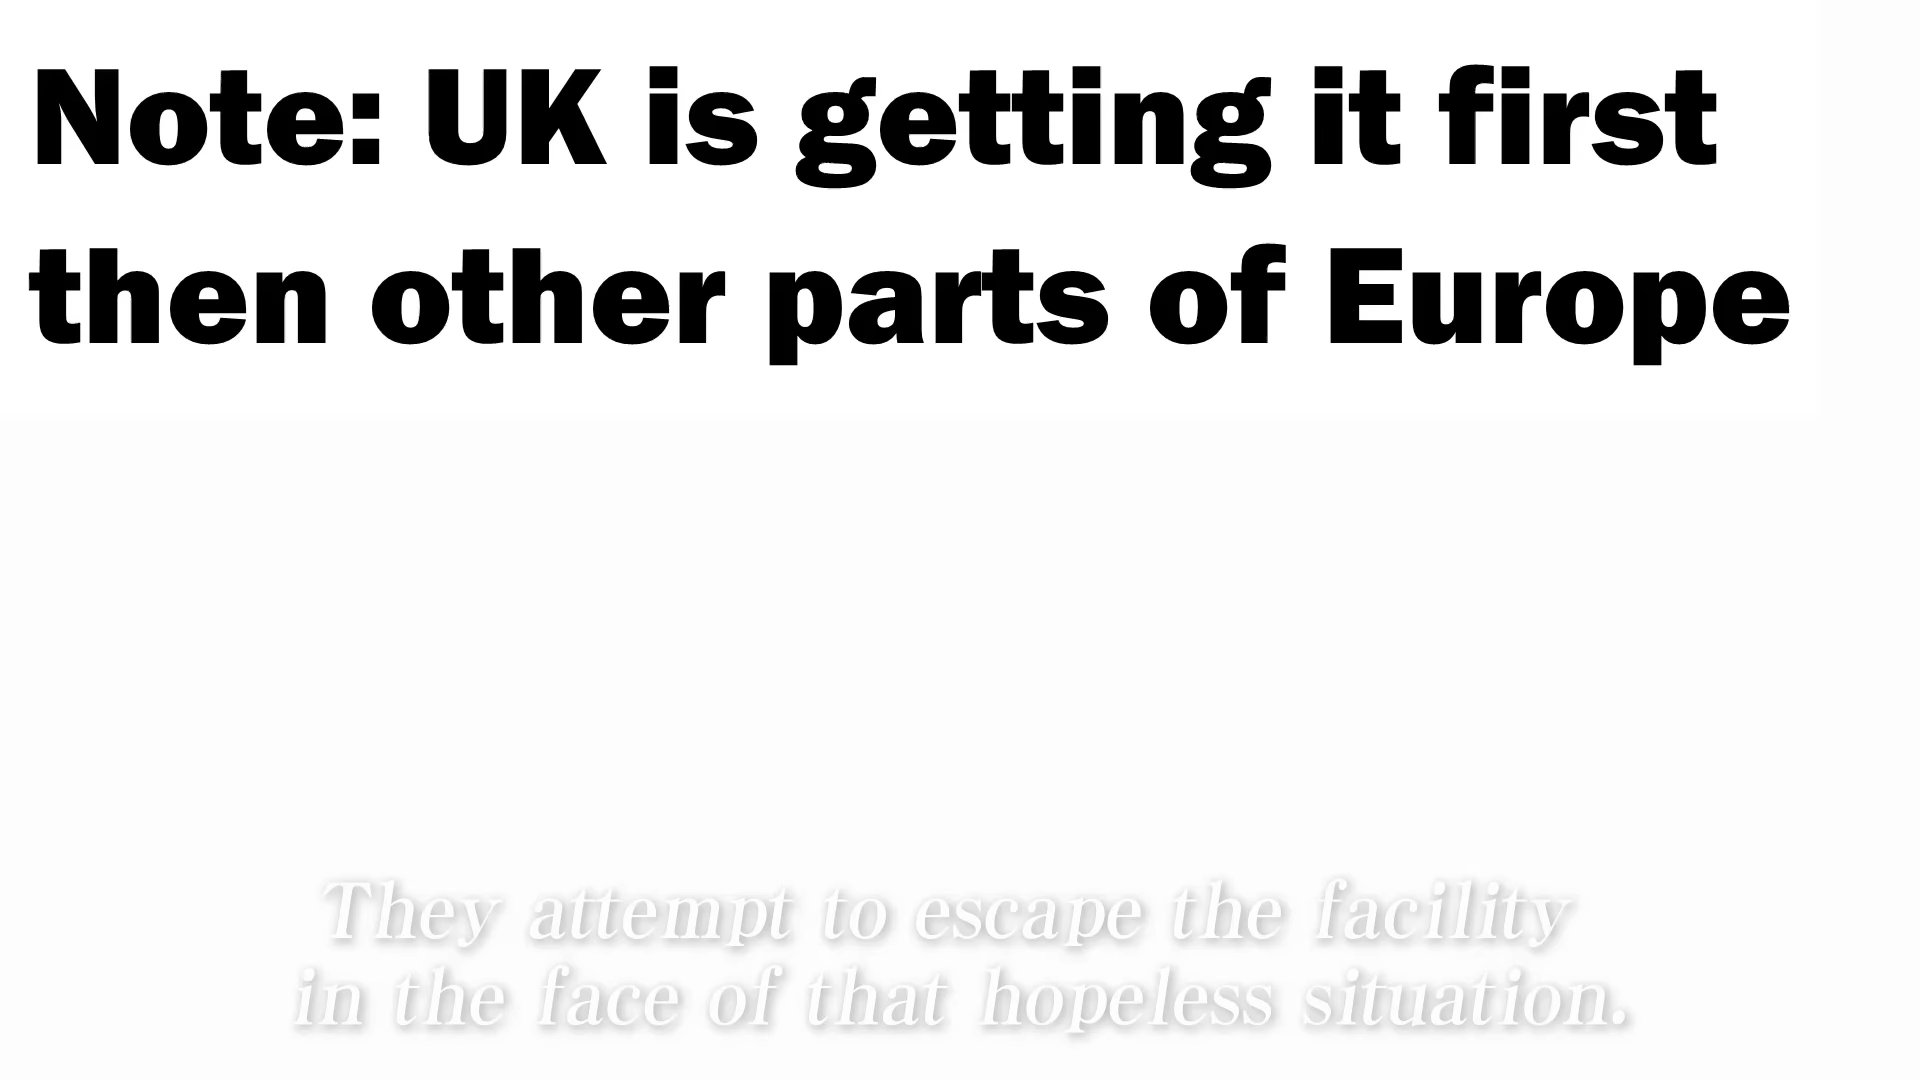 Note: UK is getting it first
then other parts of Europe
They attempt to escape the facility
in the face of that hopeless situation.